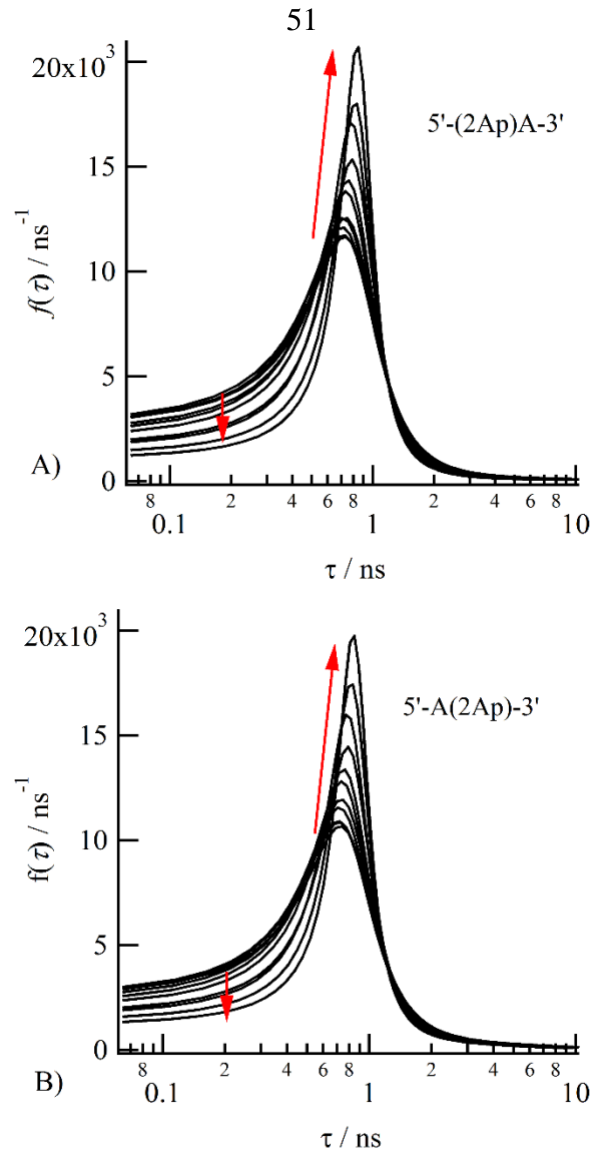 51
20x10³
5'-(2Ap)A-3'
15
f(τ) / ns⁻¹
10
5
A)
0
8 2 4 6 8 2 4 6 8
0.1 1 10
τ / ns
20x10³
5'-A(2Ap)-3'
15
f(τ) / ns⁻¹
10
5
B)
0
8 2 4 6 8 2 4 6 8
0.1 1 10
τ / ns